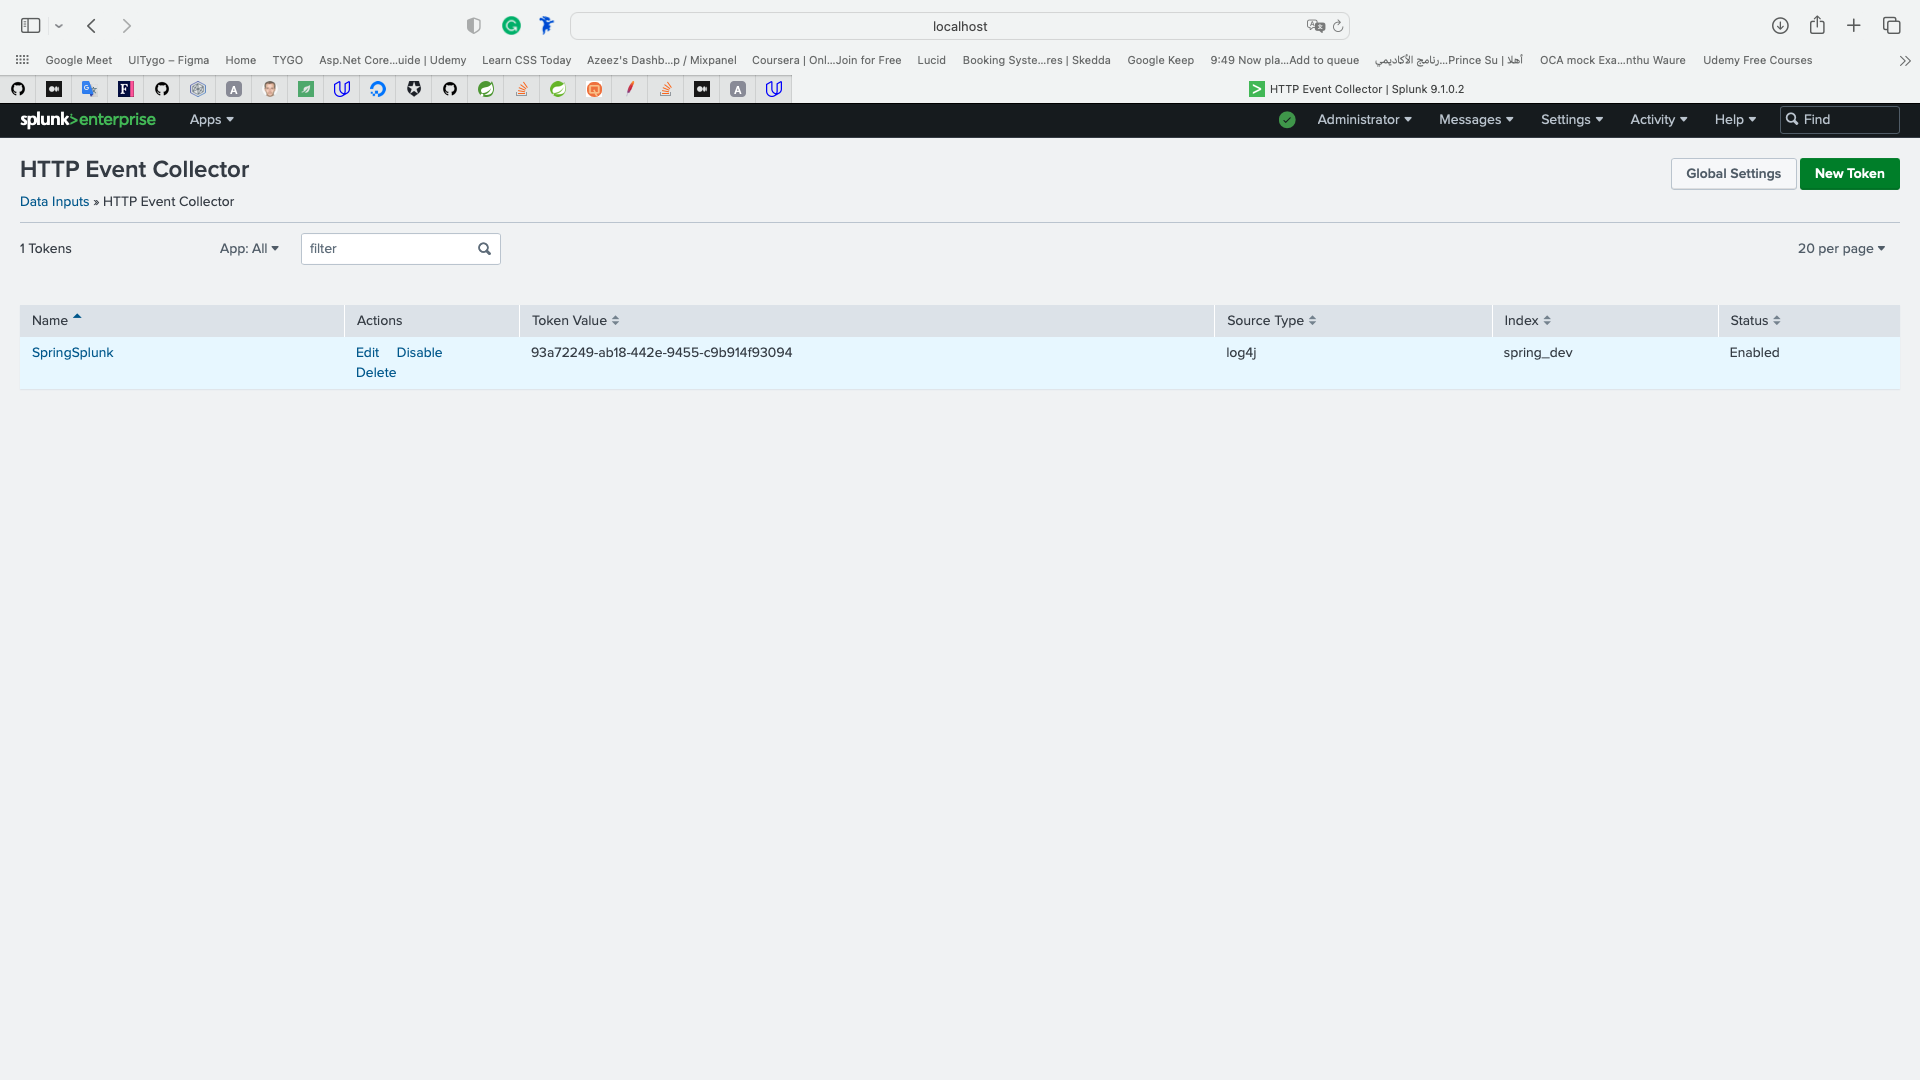 localhost
Google Meet UITygo – Figma Home TYGO Asp.Net Core...uide | Udemy Learn CSS Today Azeez's Dashb...p / Mixpanel Coursera | Onl...Join for Free Lucid Booking Syste...res | Skedda Google Keep 9:49 Now pla...Add to queue أهلا | Prince Su...رنامج الأكاديمي OCA mock Exa...nthu Waure Udemy Free Courses
HTTP Event Collector | Splunk 9.1.0.2
splunk>enterprise Apps Administrator Messages Settings Activity Help Find
HTTP Event Collector
Global Settings New Token
Data Inputs » HTTP Event Collector
1 Tokens App: All filter 20 per page
Name Actions Token Value Source Type Index Status
SpringSplunk Edit Disable 93a72249-ab18-442e-9455-c9b914f93094 log4j spring_dev Enabled
Delete